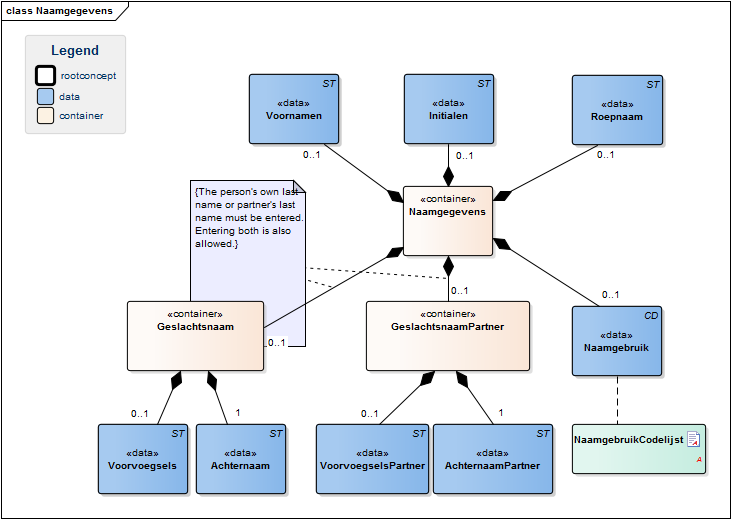 class Naamgegevens
Legend
rootconcept
data
container
ST
«data»
Voornamen
ST
«data»
Initialen
ST
«data»
Roepnaam
0..1
0..1
0..1
«container»
Naamgegevens
{The person's own last
name or partner's last
name must be entered.
Entering both is also
allowed.}
0..1
0..1
«container»
Geslachtsnaam
0..1
«container»
GeslachtsnaamPartner
CD
«data»
Naamgebruik
0..1
1
0..1
1
ST
«data»
Voorvoegsels
ST
«data»
Achternaam
ST
«data»
VoorvoegselsPartner
ST
«data»
AchternaamPartner
NaamgebruikCodelijst
A